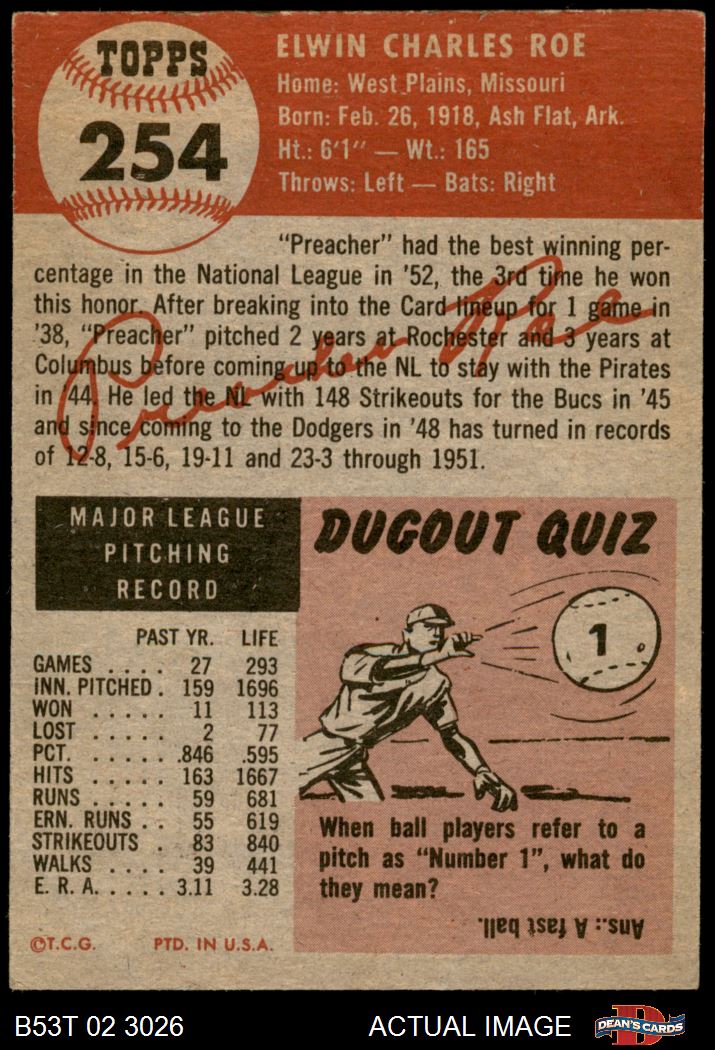 TOPPS
254
ELWIN CHARLES ROE
Home: West Plains, Missouri
Born: Feb. 26, 1918, Ash Flat, Ark.
Ht.: 6'1" — Wt.: 165
Throws: Left — Bats: Right
"Preacher" had the best winning per-
centage in the National League in '52, the 3rd time he won
this honor. After breaking into the Card lineup for 1 game in
'38, "Preacher" pitched 2 years at Rochester and 3 years at
Columbus before coming up to the NL to stay with the Pirates
in '44. He led the NL with 148 Strikeouts for the Bucs in '45
and since coming to the Dodgers in '48 has turned in records
of 12-8, 15-6, 19-11 and 23-3 through 1951.
Preacher Roe
MAJOR LEAGUE
PITCHING
RECORD
PAST YR. LIFE
GAMES . . . . 27 293
INN. PITCHED . 159 1696
WON . . . . . 11 113
LOST . . . . . 2 77
PCT. . . . . . .846 .595
HITS . . . . . 163 1667
RUNS . . . . . 59 681
ERN. RUNS . . 55 619
STRIKEOUTS . 83 840
WALKS . . . . 39 441
E. R. A. . . . . . 3.11 3.28
©T.C.G. PTD. IN U.S.A.
DUGOUT QUIZ
1
When ball players refer to a
pitch as "Number 1", what do
they mean?
Ans.: A fast ball.
B53T 02 3026
ACTUAL IMAGE
D
DEAN'S CARDS